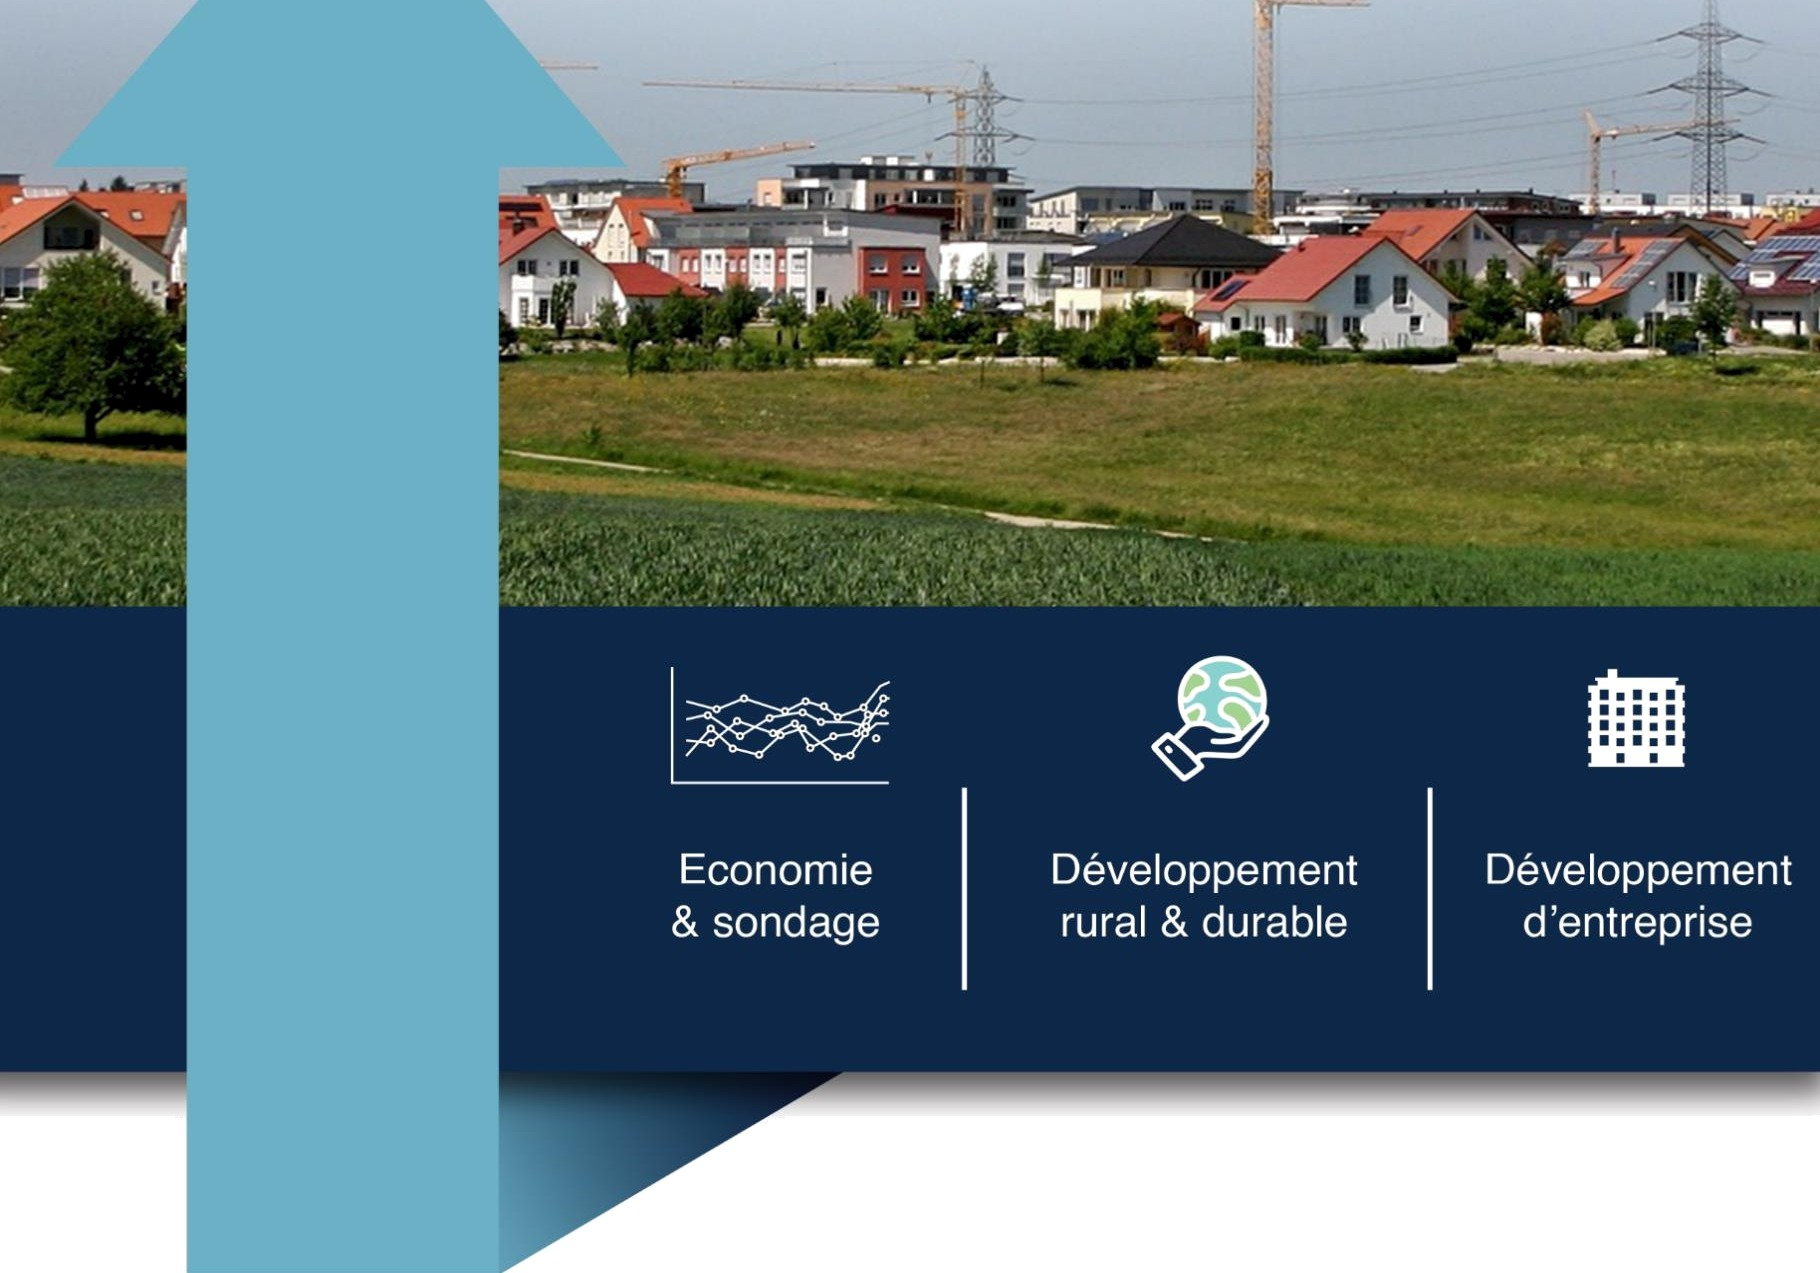 Economie
& sondage
Développement
rural & durable
Développement
d’entreprise